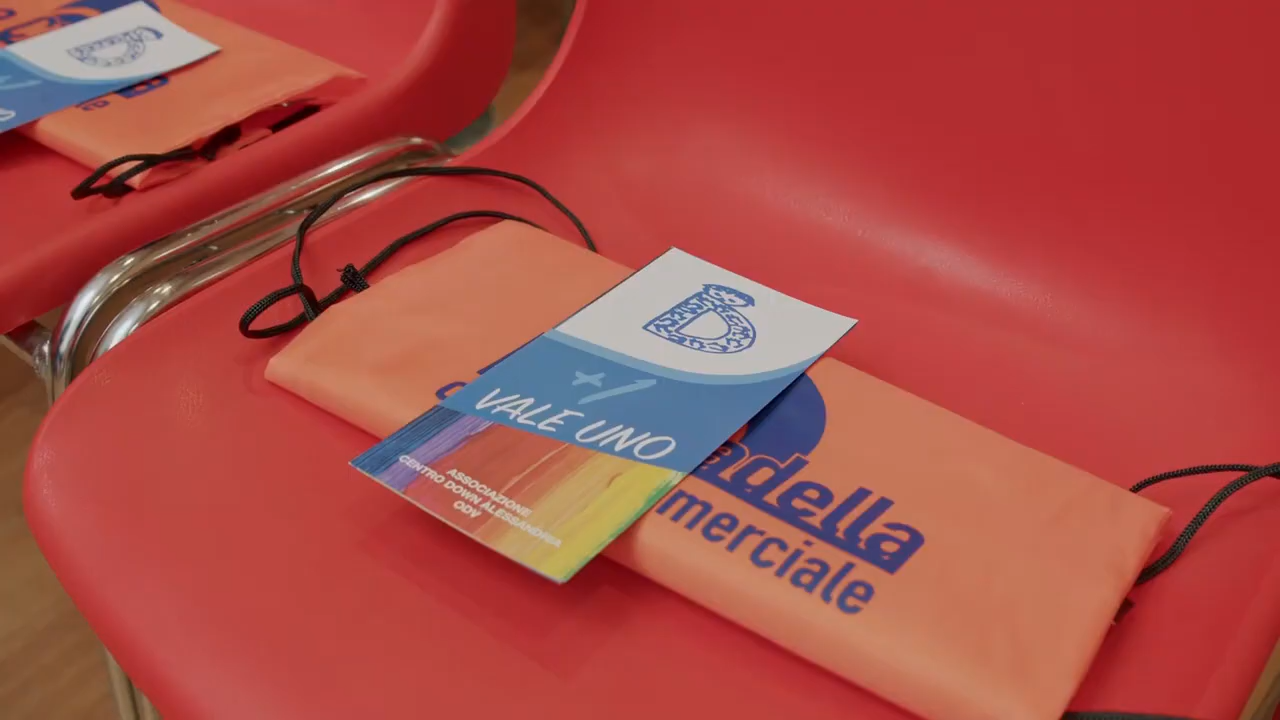 +1
VALE UNO
ASSOCIAZIONE
CENTRO DOWN ALESSANDRIA
ODV
adella
merciale